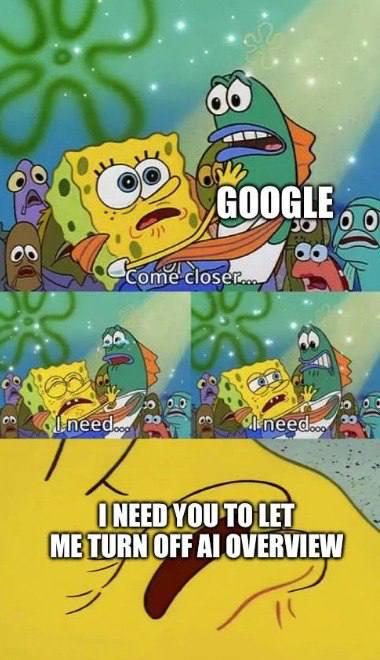 GOOGLE
Come closer...
I need...
I need...
I NEED YOU TO LET
ME TURN OFF AI OVERVIEW